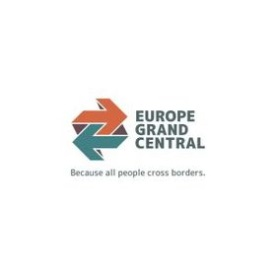 EUROPE
GRAND
CENTRAL
Because all people cross borders.